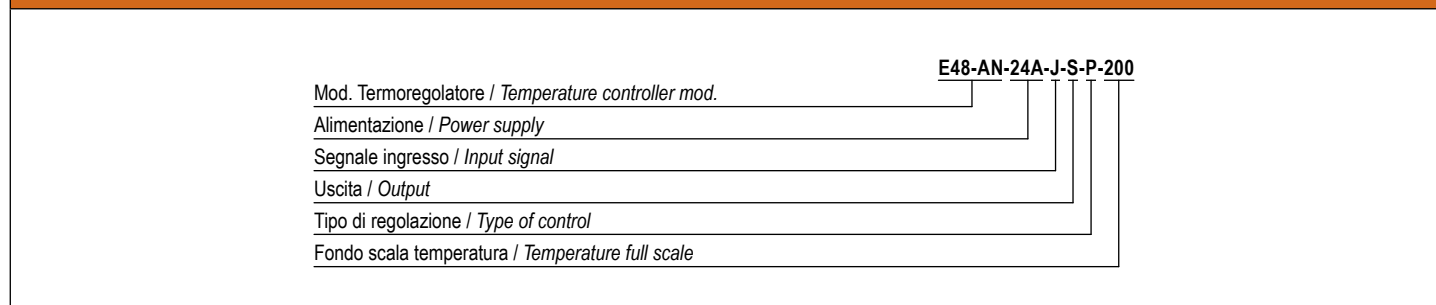 E48-AN-24A-J-S-P-200
Mod. Termoregolatore / Temperature controller mod.
Alimentazione / Power supply
Segnale ingresso / Input signal
Uscita / Output
Tipo di regolazione / Type of control
Fondo scala temperatura / Temperature full scale